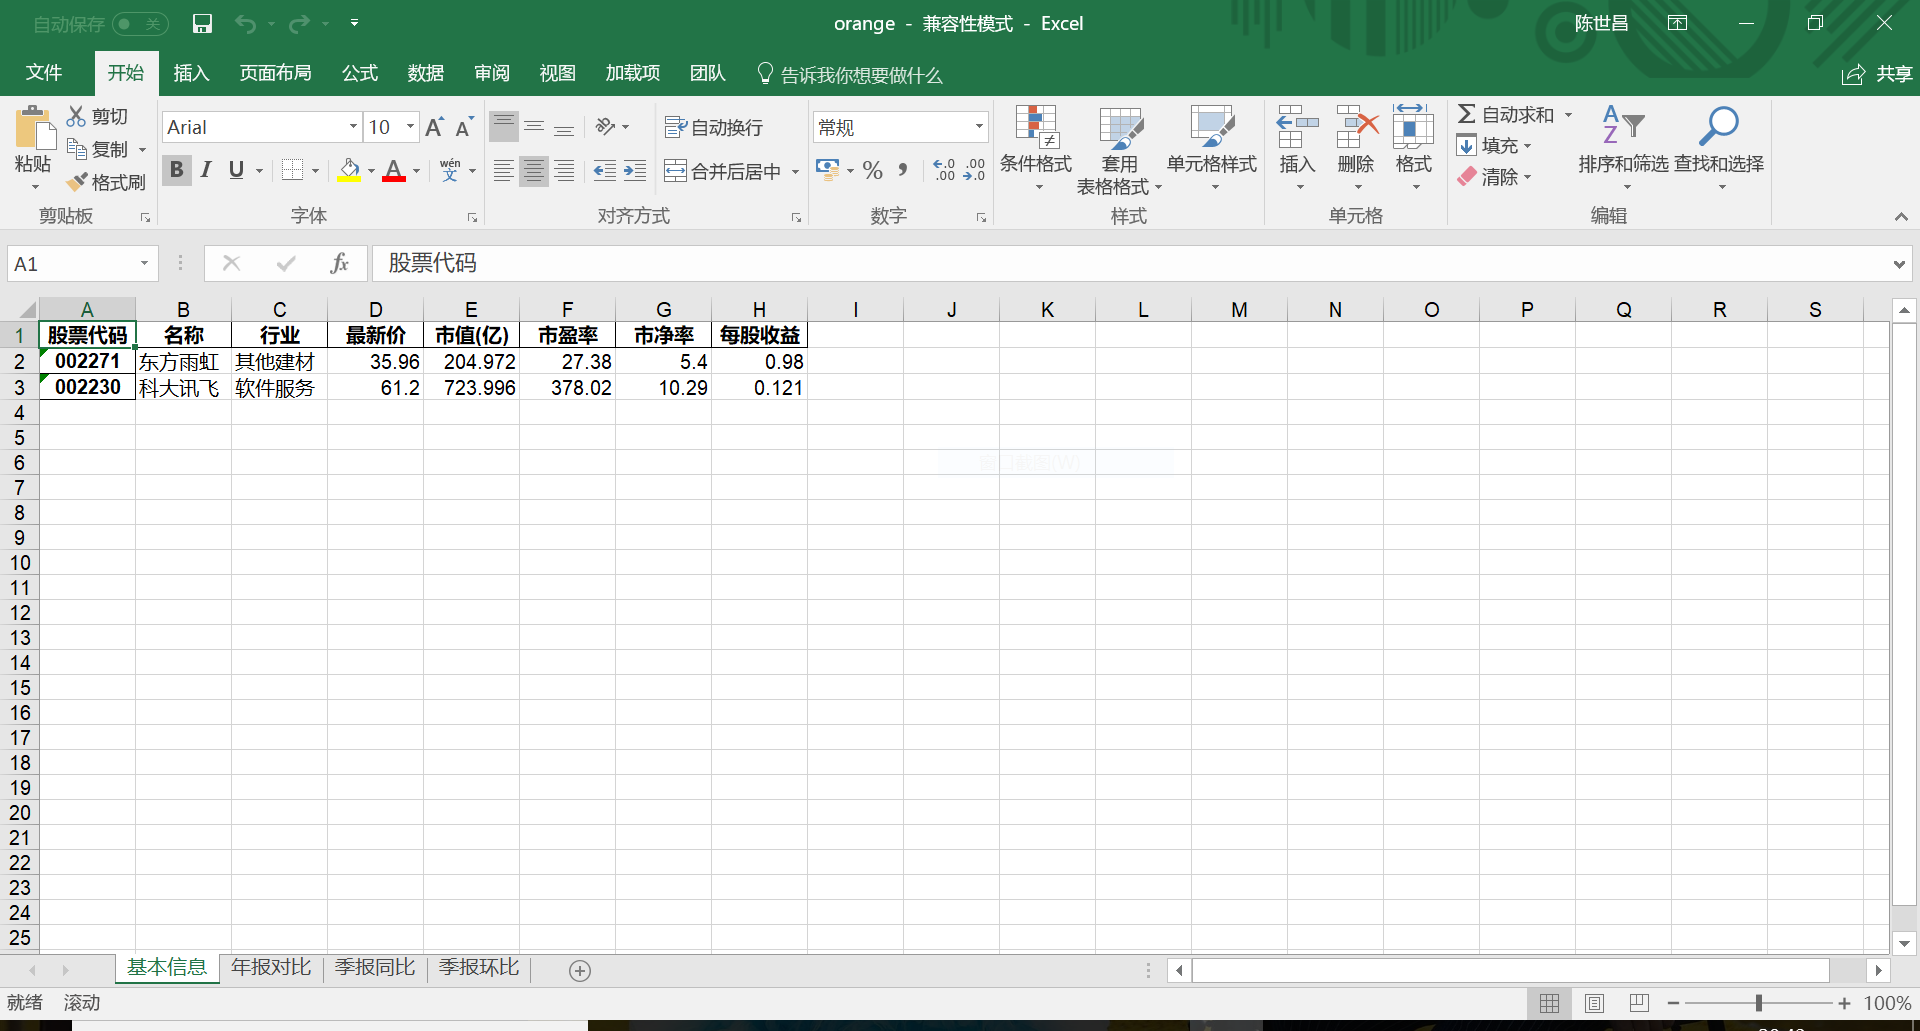 自动保存 关 orange - 兼容性模式 - Excel 陈世昌
文件 开始 插入 页面布局 公式 数据 审阅 视图 加载项 团队 告诉我你想要做什么 共享
粘贴 剪切 复制 格式刷
剪贴板
Arial 10 A A
B I U A wén 文
字体
自动换行
合并后居中
对齐方式
常规
% , .0 .00 .00 .0
数字
条件格式 套用 表格格式 单元格样式
样式
插入 删除 格式
单元格
Σ 自动求和
填充
清除
A Z 排序和筛选 查找和选择
编辑
A1 fx 股票代码
A B C D E F G H I J K L M N O P Q R S
1 股票代码 名称 行业 最新价 市值(亿) 市盈率 市净率 每股收益
2 002271 东方雨虹 其他建材 35.96 204.972 27.38 5.4 0.98
3 002230 科大讯飞 软件服务 61.2 723.996 378.02 10.29 0.121
4
5
6 窗口截图(W)
7
8
9
10
11
12
13
14
15
16
17
18
19
20
21
22
23
24
25
基本信息 年报对比 季报同比 季报环比
就绪 滚动 100%